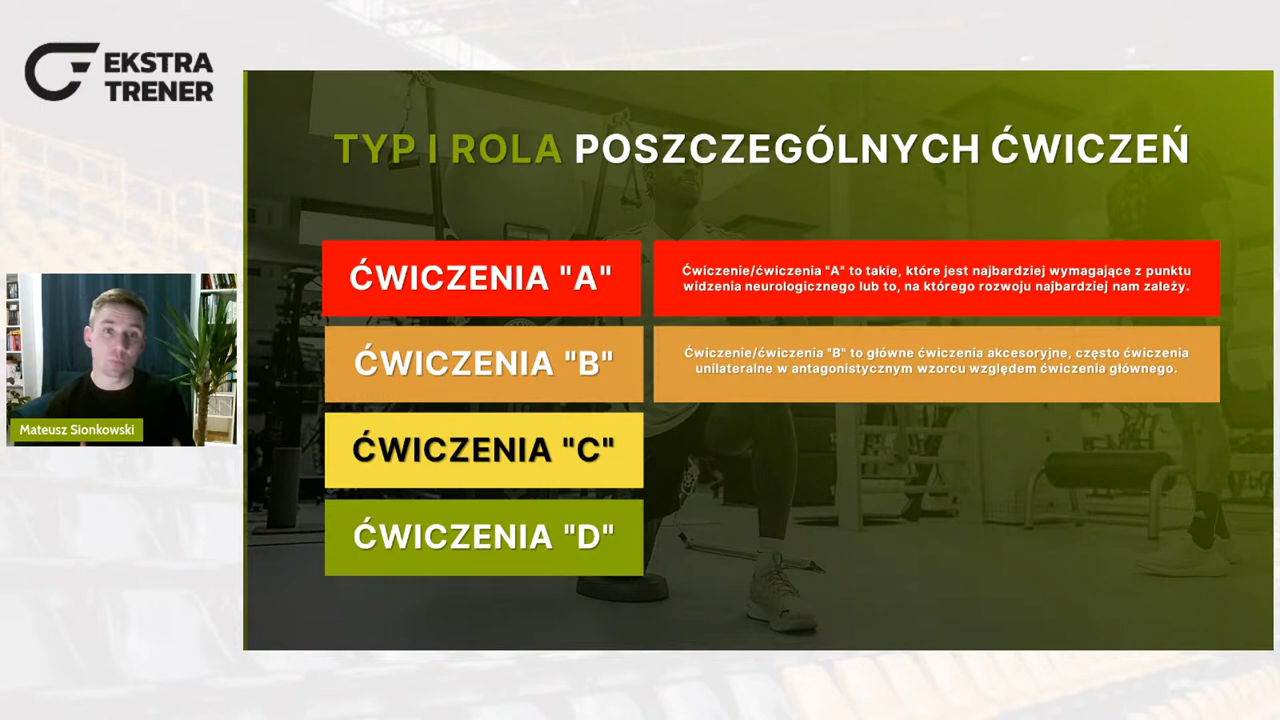 EKSTRA
TRENER
TYP I ROLA POSZCZEGÓLNYCH ĆWICZEŃ
ĆWICZENIA "A"
Ćwiczenie/ćwiczenia "A" to takie, które jest najbardziej wymagające z punktu
widzenia neurologicznego lub to, na którego rozwoju najbardziej nam zależy.
ĆWICZENIA "B"
Ćwiczenie/ćwiczenia "B" to główne ćwiczenia akcesoryjne, często ćwiczenia
unilateralne w antagonistycznym wzorcu względem ćwiczenia głównego.
ĆWICZENIA "C"
ĆWICZENIA "D"
Mateusz Sionkowski